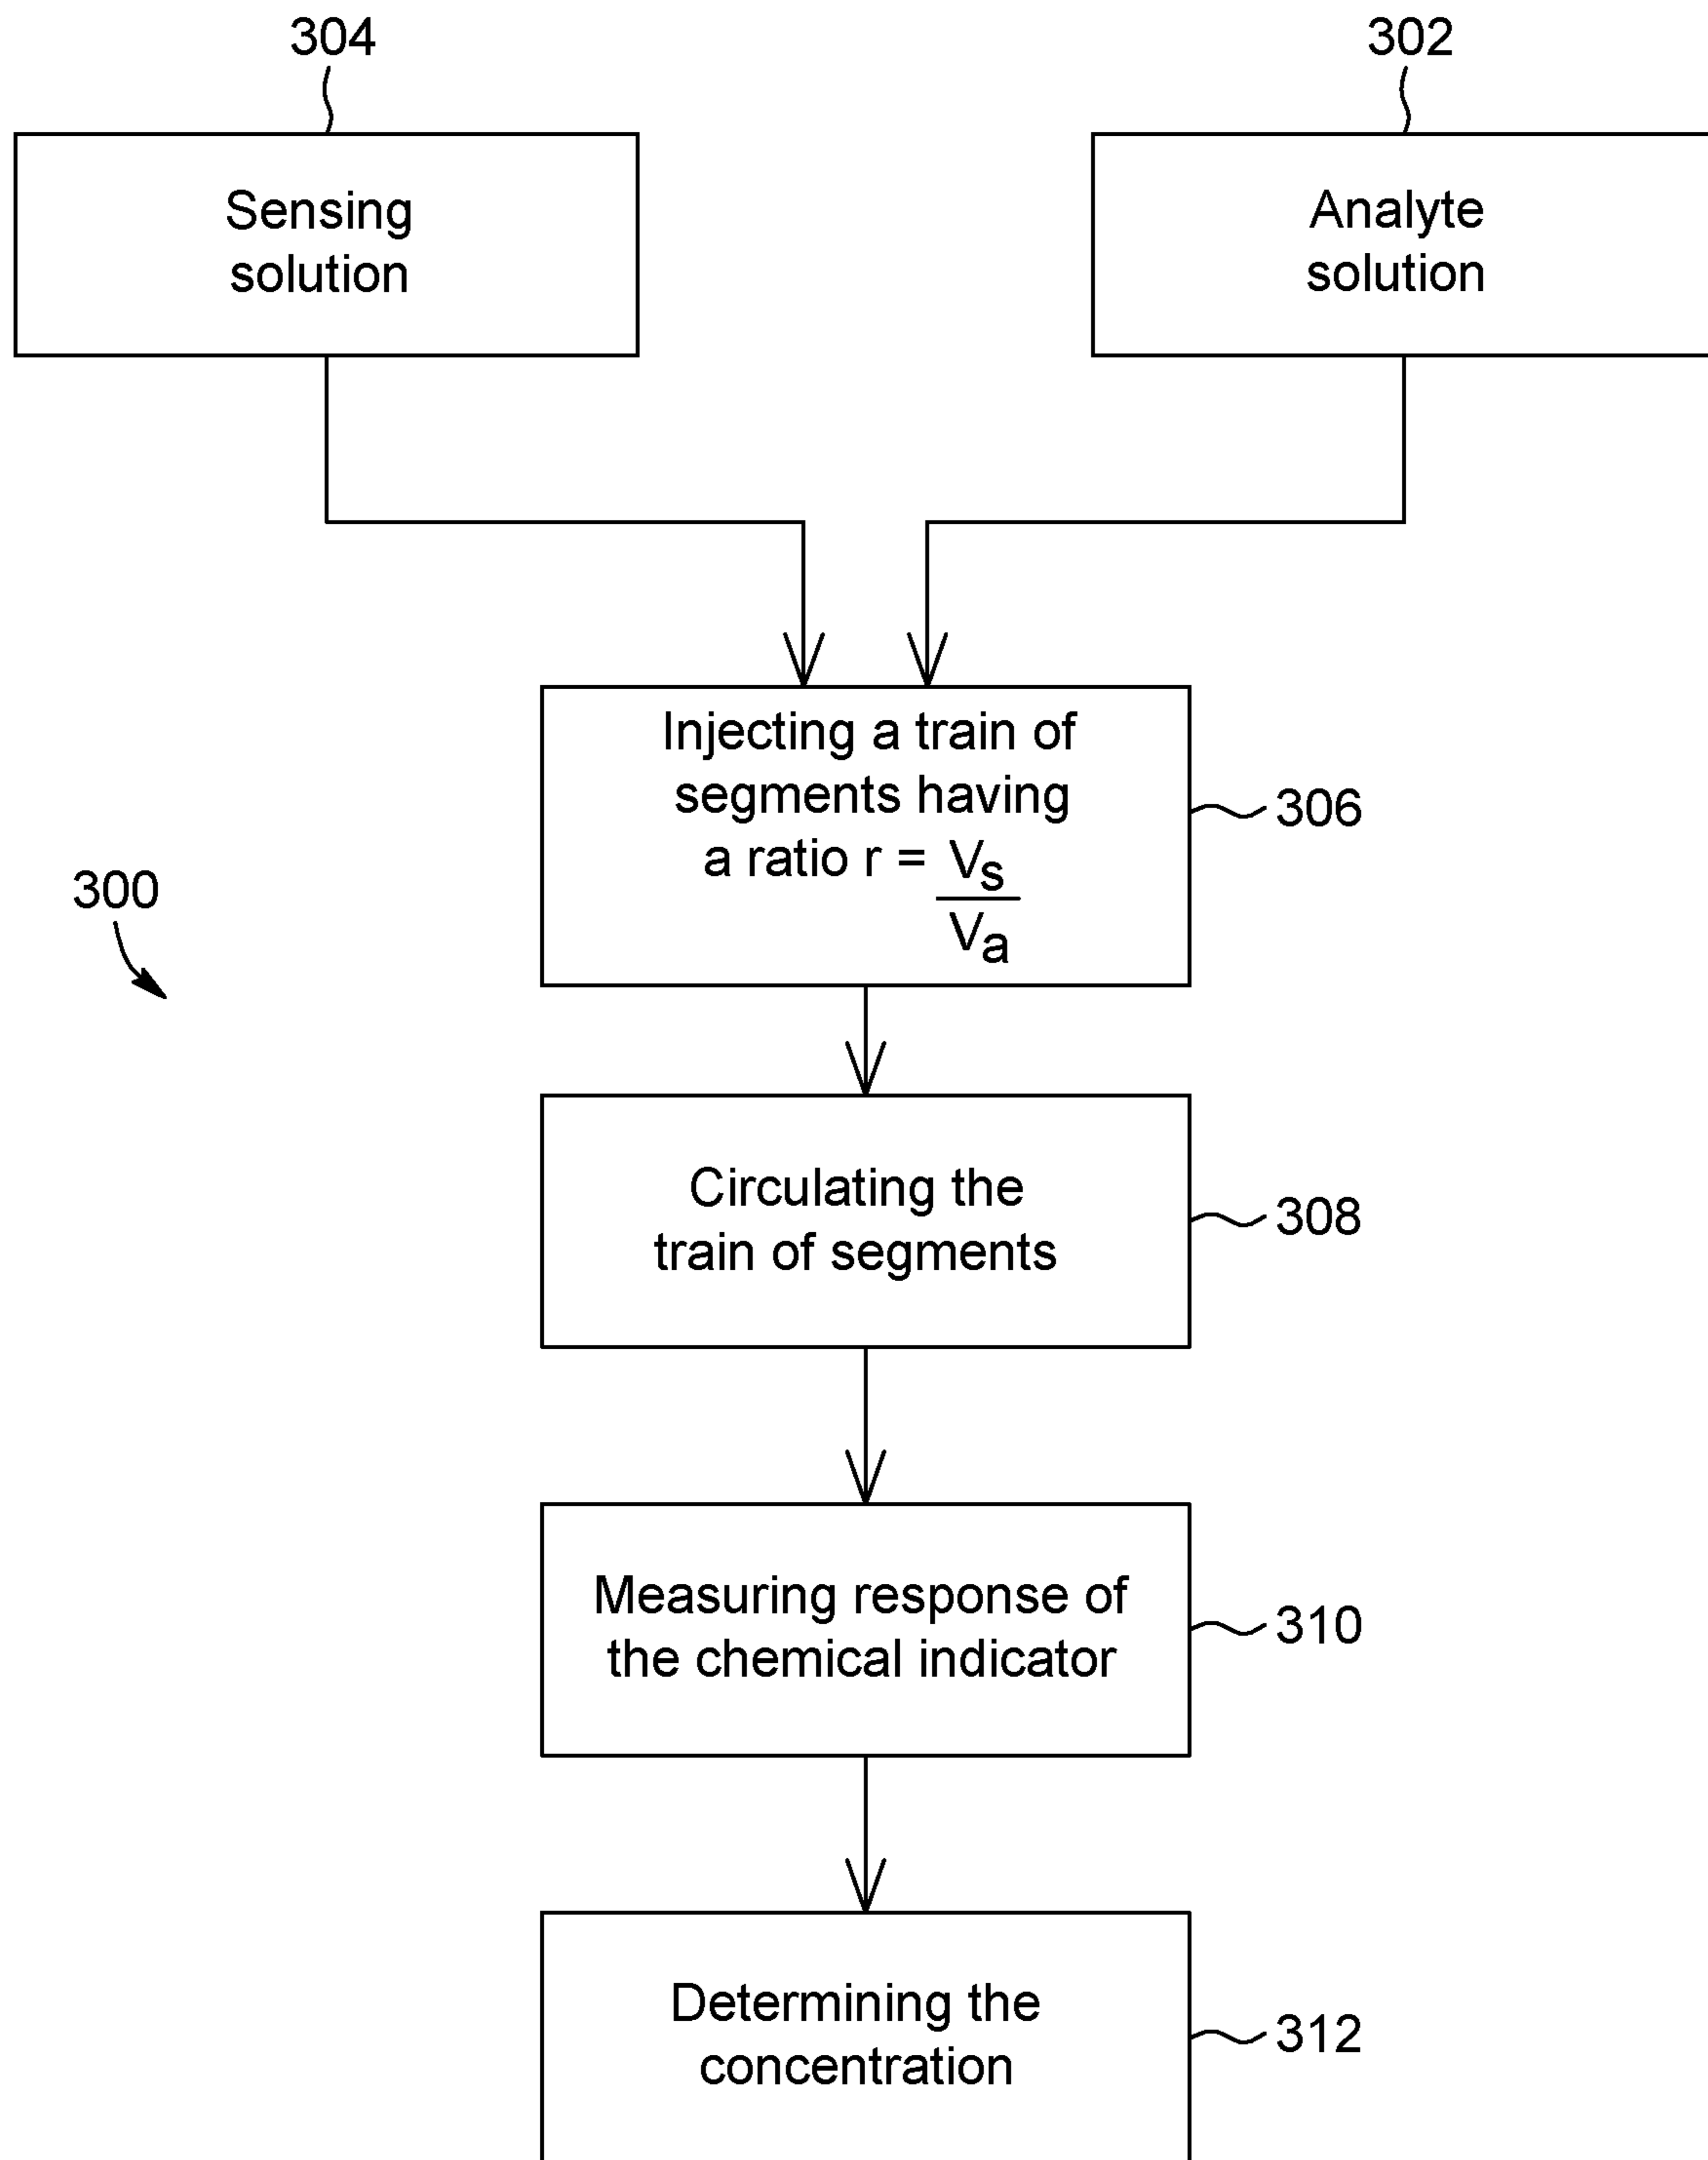 304
302
Sensing
solution
Analyte
solution
Injecting a train of
segments having
a ratio r = Vs
Va
306
300
Circulating the
train of segments
308
Measuring response of
the chemical indicator
310
Determining the
concentration
312